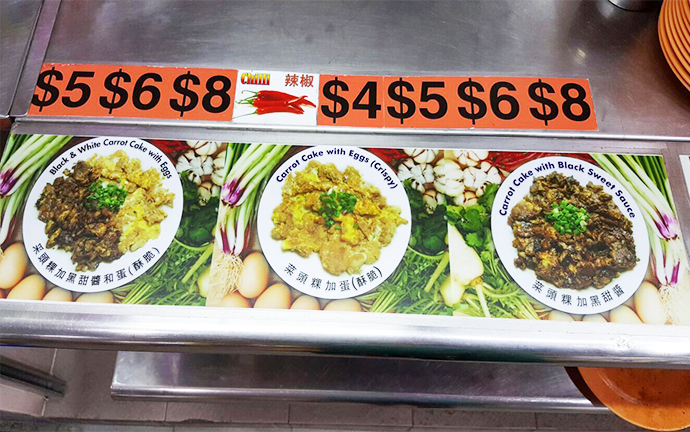 $5 $6 $8
Chilli
辣椒
$4 $5 $6 $8
Black & White Carrot Cake with Eggs
菜頭粿加黑甜醬和蛋(酥脆)
Carrot Cake with Eggs (Crispy)
菜頭粿加蛋(酥脆)
Carrot Cake with Black Sweet Sauce
菜頭粿加黑甜醬